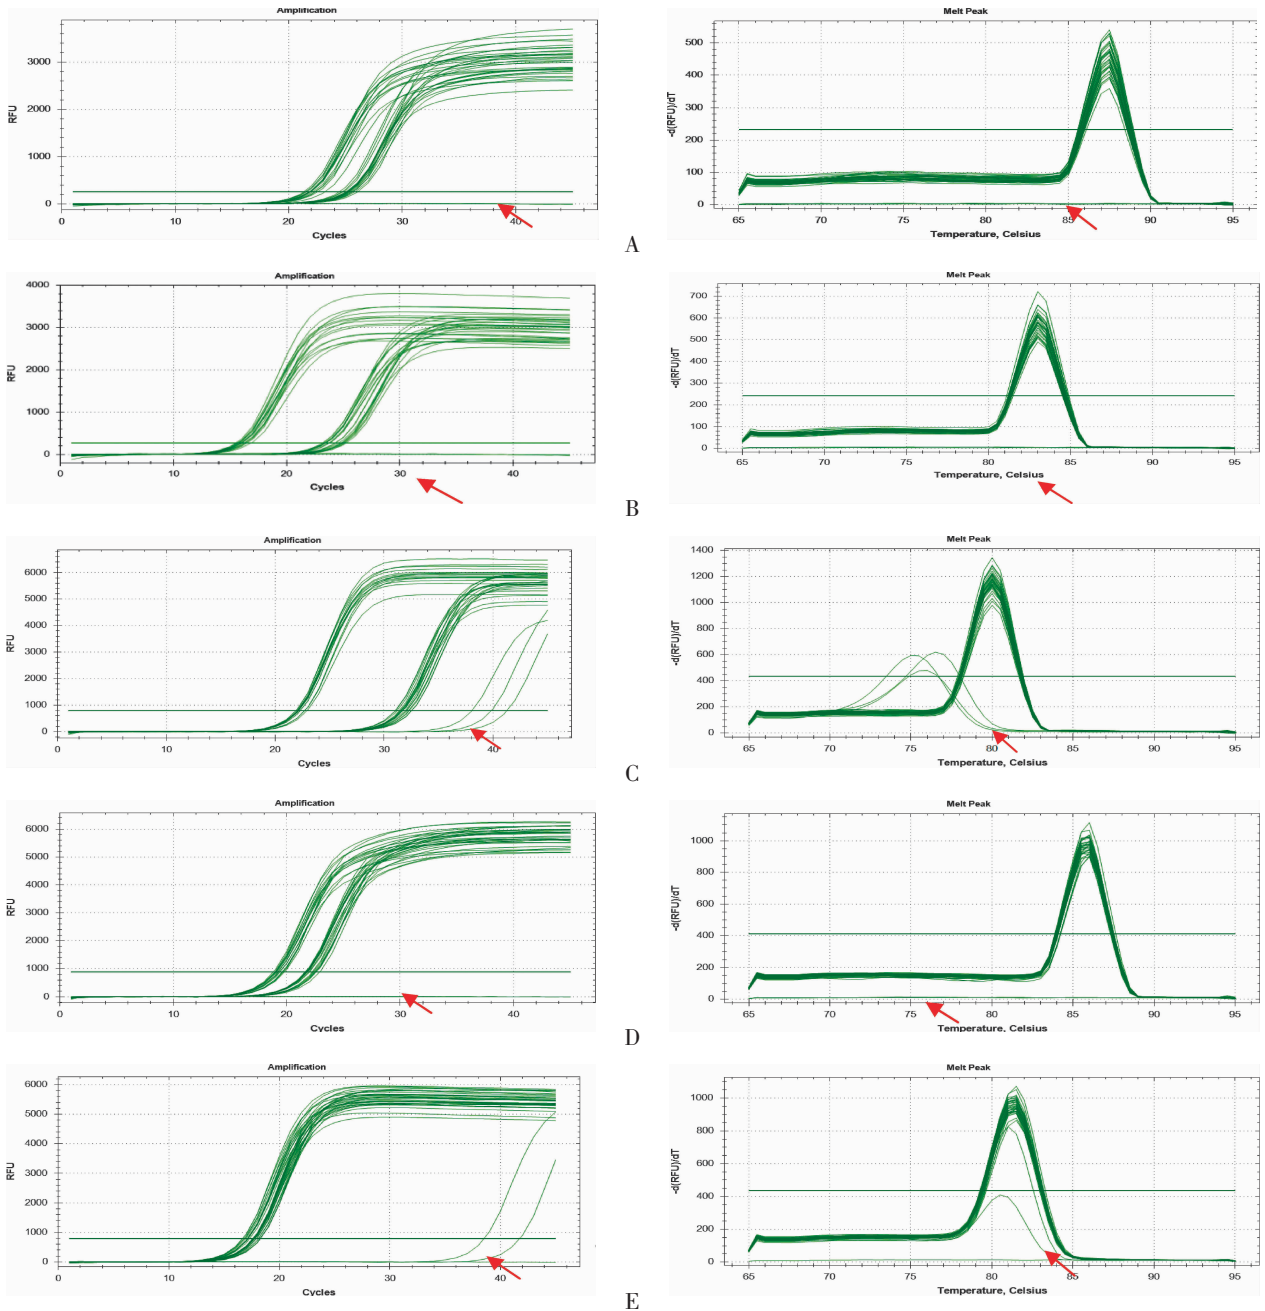 Amplification
RFU
3000
2000
1000
0
0 10 20 30 40
Cycles
Melt Peak
-d(RFU)/dT
500
400
300
200
100
0
65 70 75 80 85 90 95
Temperature, Celsius
A
Amplification
RFU
4000
3000
2000
1000
0
0 10 20 30 40
Cycles
Melt Peak
-d(RFU)/dT
700
600
500
400
300
200
100
0
65 70 75 80 85 90 95
Temperature, Celsius
B
Amplification
RFU
6000
5000
4000
3000
2000
1000
0
0 10 20 30 40
Cycles
Melt Peak
-d(RFU)/dT
1400
1200
1000
800
600
400
200
0
65 70 75 80 85 90 95
Temperature, Celsius
C
Amplification
RFU
6000
5000
4000
3000
2000
1000
0
0 10 20 30 40
Cycles
Melt Peak
-d(RFU)/dT
1000
800
600
400
200
0
65 70 75 80 85 90 95
Temperature, Celsius
D
Amplification
RFU
6000
5000
4000
3000
2000
1000
0
0 10 20 30 40
Cycles
Melt Peak
-d(RFU)/dT
1000
800
600
400
200
0
65 70 75 80 85 90 95
Temperature, Celsius
E